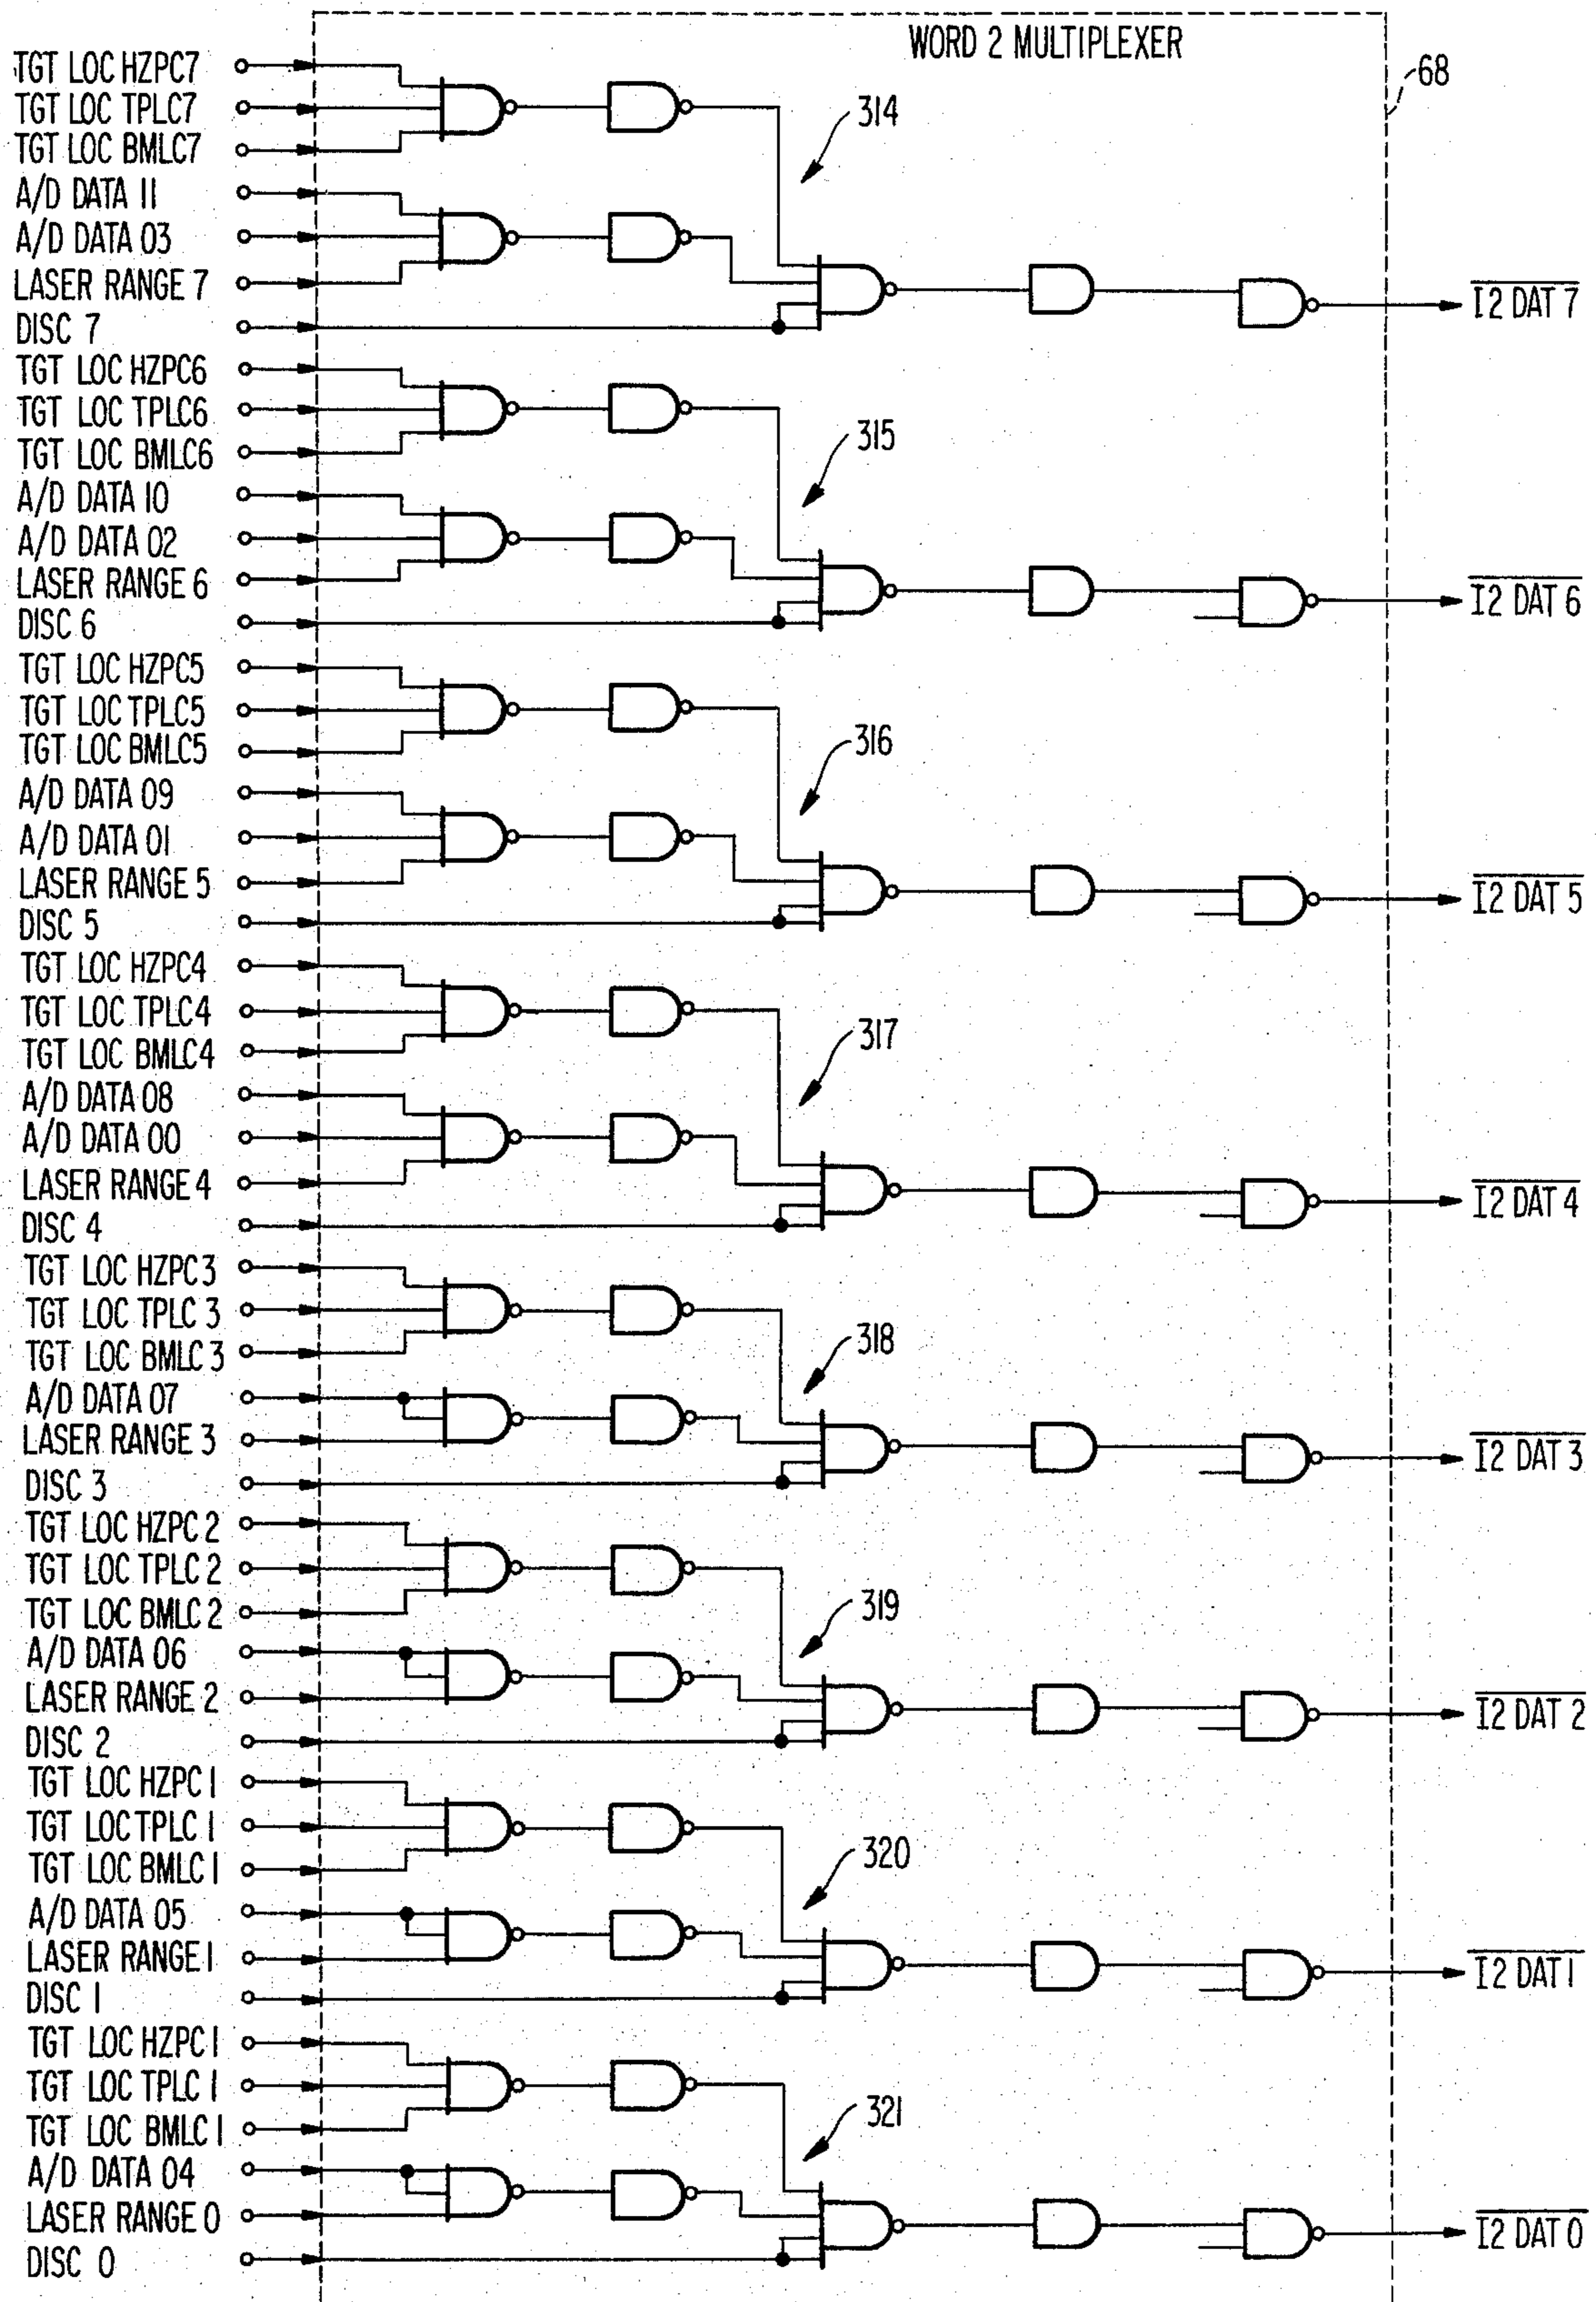 WORD 2 MULTIPLEXER
68
TGT LOC HZPC7
TGT LOC TPLC7
TGT LOC BMLC7
314
A/D DATA 11
A/D DATA 03
LASER RANGE 7
DISC 7
I2 DAT 7
TGT LOC HZPC6
TGT LOC TPLC6
TGT LOC BMLC6
315
A/D DATA 10
A/D DATA 02
LASER RANGE 6
DISC 6
I2 DAT 6
TGT LOC HZPC5
TGT LOC TPLC5
TGT LOC BMLC5
316
A/D DATA 09
A/D DATA 01
LASER RANGE 5
DISC 5
I2 DAT 5
TGT LOC HZPC4
TGT LOC TPLC4
TGT LOC BMLC4
317
A/D DATA 08
A/D DATA 00
LASER RANGE 4
DISC 4
I2 DAT 4
TGT LOC HZPC 3
TGT LOC TPLC 3
TGT LOC BMLC 3
318
A/D DATA 07
LASER RANGE 3
DISC 3
I2 DAT 3
TGT LOC HZPC 2
TGT LOC TPLC 2
TGT LOC BMLC 2
319
A/D DATA 06
LASER RANGE 2
DISC 2
I2 DAT 2
TGT LOC HZPC 1
TGT LOC TPLC 1
TGT LOC BMLC 1
320
A/D DATA 05
LASER RANGE 1
DISC 1
I2 DAT 1
TGT LOC HZPC 1
TGT LOC TPLC 1
TGT LOC BMLC 1
321
A/D DATA 04
LASER RANGE 0
DISC 0
I2 DAT 0